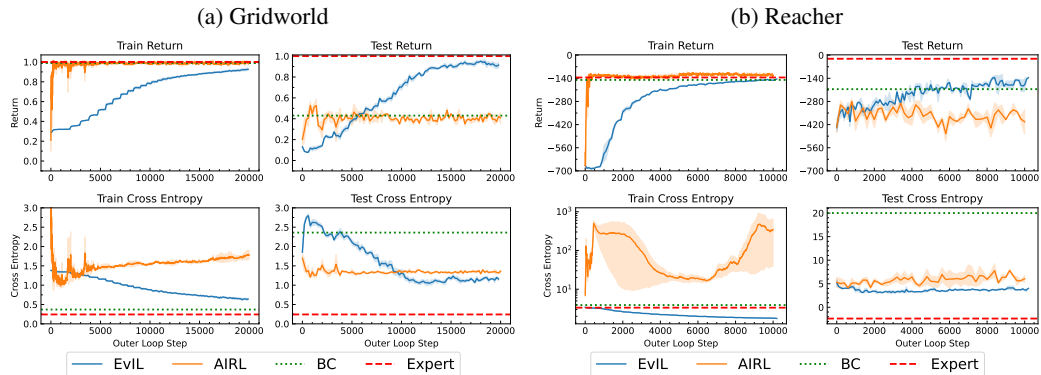 (a) Gridworld
(b) Reacher
Train Return
Test Return
Train Return
Test Return
Return
1.0
0.8
0.6
0.4
0.2
0.0
0 5000 10000 15000 20000
1.0
0.8
0.6
0.4
0.2
0.0
0 5000 10000 15000 20000
Return
0
−140
−280
−420
−560
−700
0 2000 4000 6000 8000 10000
0
−140
−280
−420
−560
−700
0 2000 4000 6000 8000 10000
Train Cross Entropy
Test Cross Entropy
Train Cross Entropy
Test Cross Entropy
Cross Entropy
3.0
2.5
2.0
1.5
1.0
0.5
0.0
0 5000 10000 15000 20000
Outer Loop Step
3.0
2.5
2.0
1.5
1.0
0.5
0.0
0 5000 10000 15000 20000
Outer Loop Step
Cross Entropy
10³
10²
10¹
0 2000 4000 6000 8000 10000
Outer Loop Step
20
15
10
5
0
0 2000 4000 6000 8000 10000
Outer Loop Step
EvIL AIRL BC Expert
EvIL AIRL BC Expert